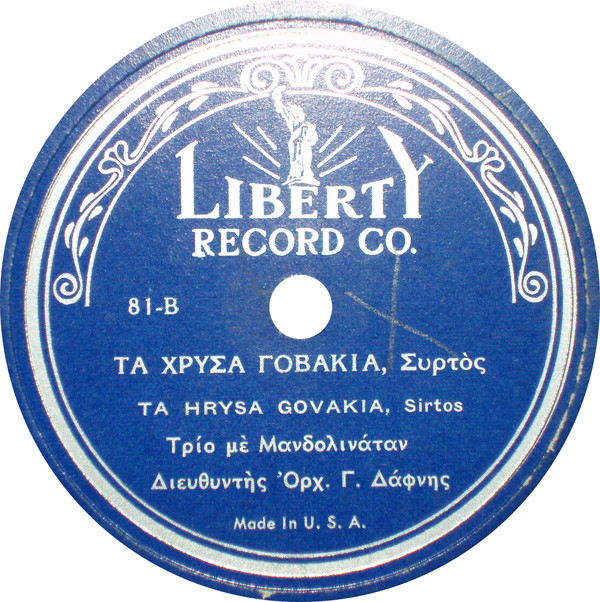 LIBERTY
RECORD CO.
81-B
ΤΑ ΧΡΥΣΑ ΓΟΒΑΚΙΑ, Συρτὸς
TA HRYSA GOVAKIA, Sirtos
Τρίο μὲ Μανδολινάταν
Διευθυντὴς Ὀρχ. Γ. Δάφνης
Made In U. S. A.